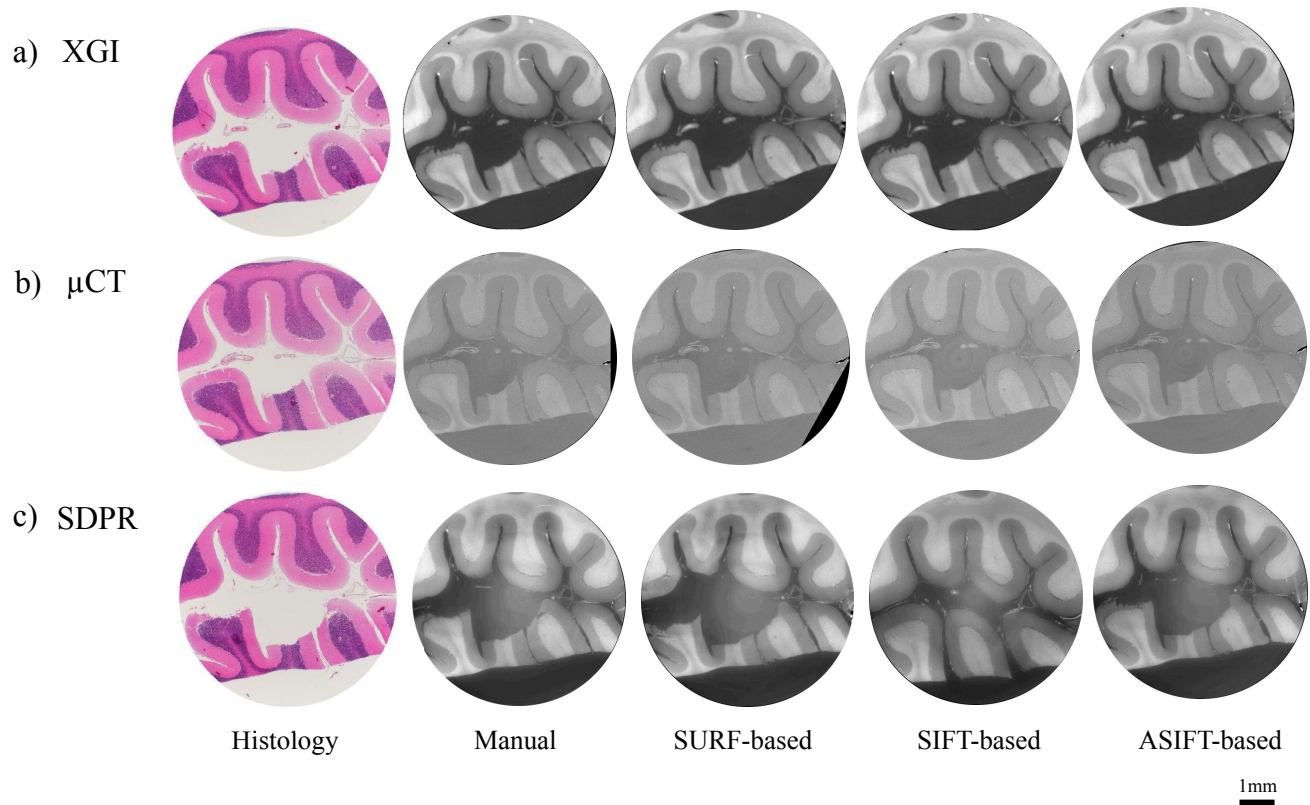 a) XGI
b) µCT
c) SDPR
Histology Manual SURF-based SIFT-based ASIFT-based
1mm